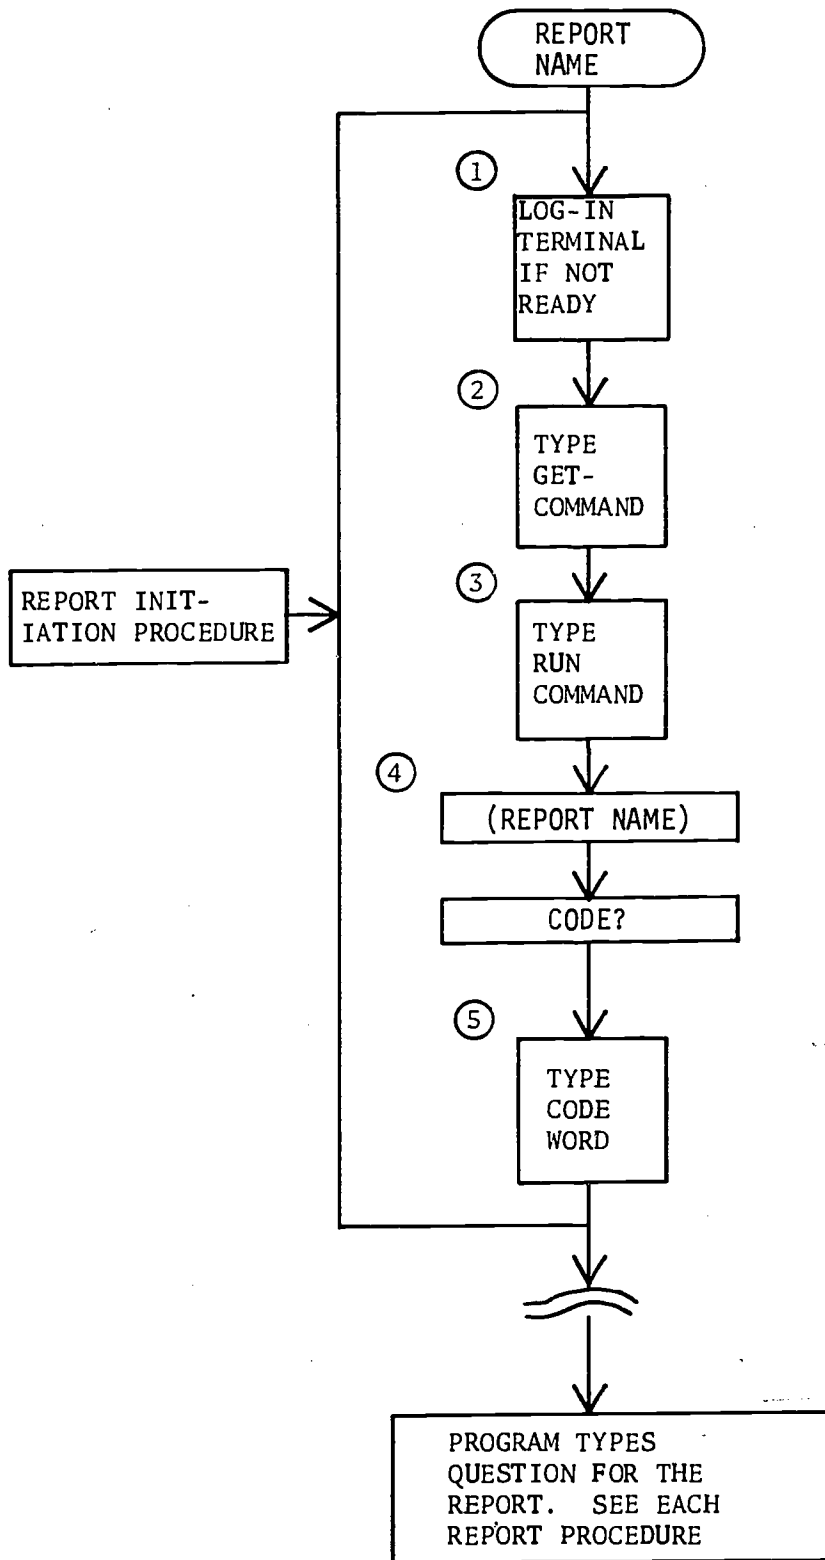 REPORT
NAME
1
LOG-IN
TERMINAL
IF NOT
READY
2
TYPE
GET-
COMMAND
3
TYPE
RUN
COMMAND
REPORT INIT-
IATION PROCEDURE
4
(REPORT NAME)
CODE?
5
TYPE
CODE
WORD
PROGRAM TYPES
QUESTION FOR THE
REPORT. SEE EACH
REPORT PROCEDURE